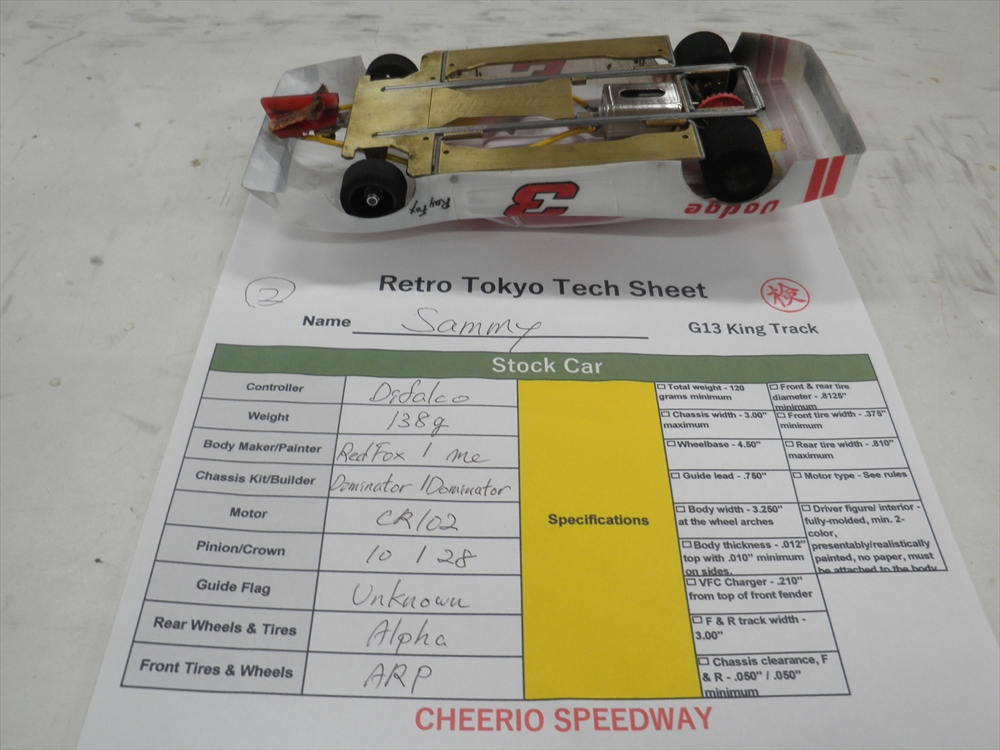 3
Ray Fox
3
Dodge
Retro Tokyo Tech Sheet
2
検
Name Sammy
G13 King Track
Stock Car
Controller Difalco
Weight 138g
Body Maker/Painter RedFox / me
Chassis Kit/Builder Dominator / Dominator
Motor CR102
Pinion/Crown 10 / 28
Guide Flag Unknown
Rear Wheels & Tires Alpha
Front Tires & Wheels ARP
Specifications
Total weight - 120
grams minimum
Chassis width - 3.00"
maximum
Wheelbase - 4.50"
Guide lead - .750"
Body width - 3.250"
at the wheel arches
Body thickness - .012"
top with .010" minimum
on sides.
VFC Charger - .210"
from top of front fender
F & R track width -
3.00"
Chassis clearance, F
& R - .050" / .050"
minimum
Front & rear tire
diameter - .8125"
minimum
Front tire width - .375"
minimum
Rear tire width - .810"
maximum
Motor type - See rules
Driver figure/ interior -
fully-molded, min. 2-
color,
presentably/realistically
painted, no paper, must
be attached to the body
CHEERIO SPEEDWAY